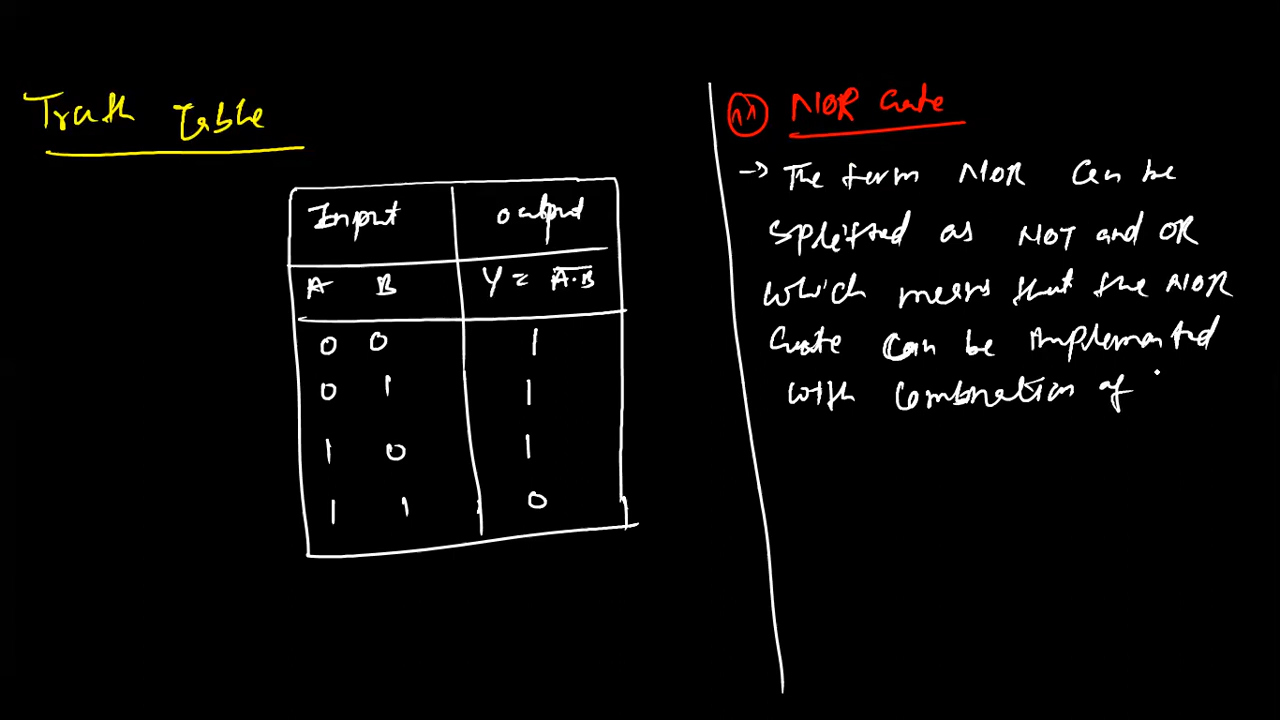 Truth Table
Input output
A B Y = A̅·̅B̅
0 0 1
0 1 1
1 0 1
1 1 0
NOR Gate
→ The term NOR Can be
splitted as NOT and OR
which means that the NOR
Gate Can be implemented
with Combination of